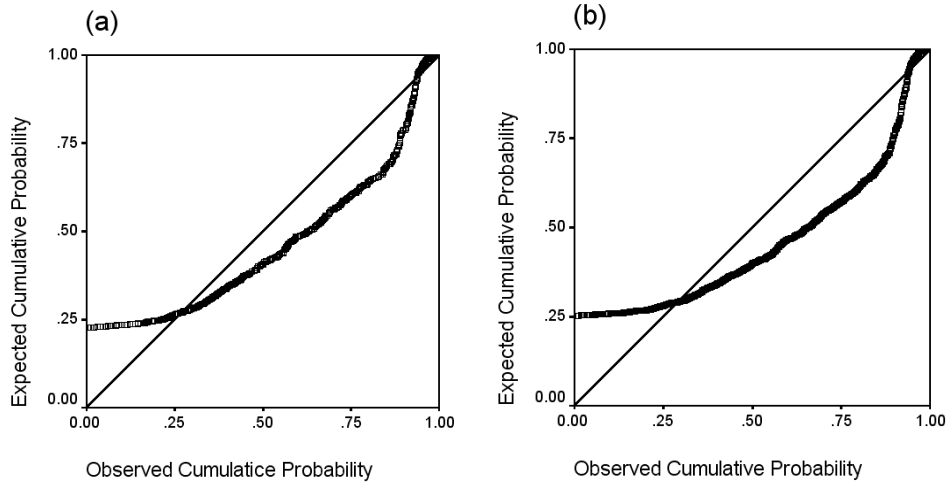 (a)
(b)
1.00
.75
.50
.25
0.00
Expected Cumulative Probability
0.00 .25 .50 .75 1.00
Observed Cumulatice Probability
1.00
.75
.50
.25
0.00
Expected Cumulative Probability
0.00 .25 .50 .75 1.00
Observed Cumulative Probability